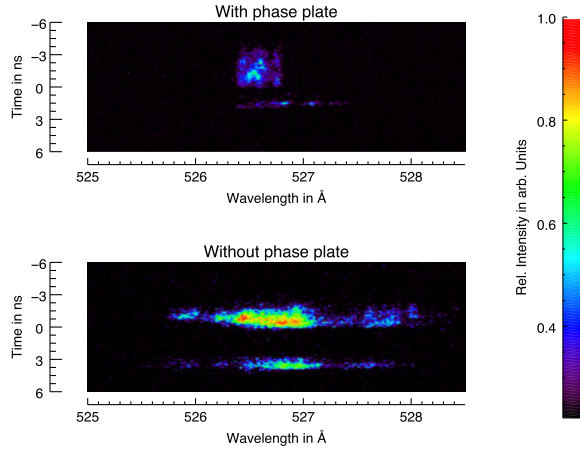 With phase plate
−6
−3
0
3
6
Time in ns
525 526 527 528
Wavelength in Å
Without phase plate
−6
−3
0
3
6
Time in ns
525 526 527 528
Wavelength in Å
1.0
0.8
0.6
0.4
Rel. Intensity in arb. Units